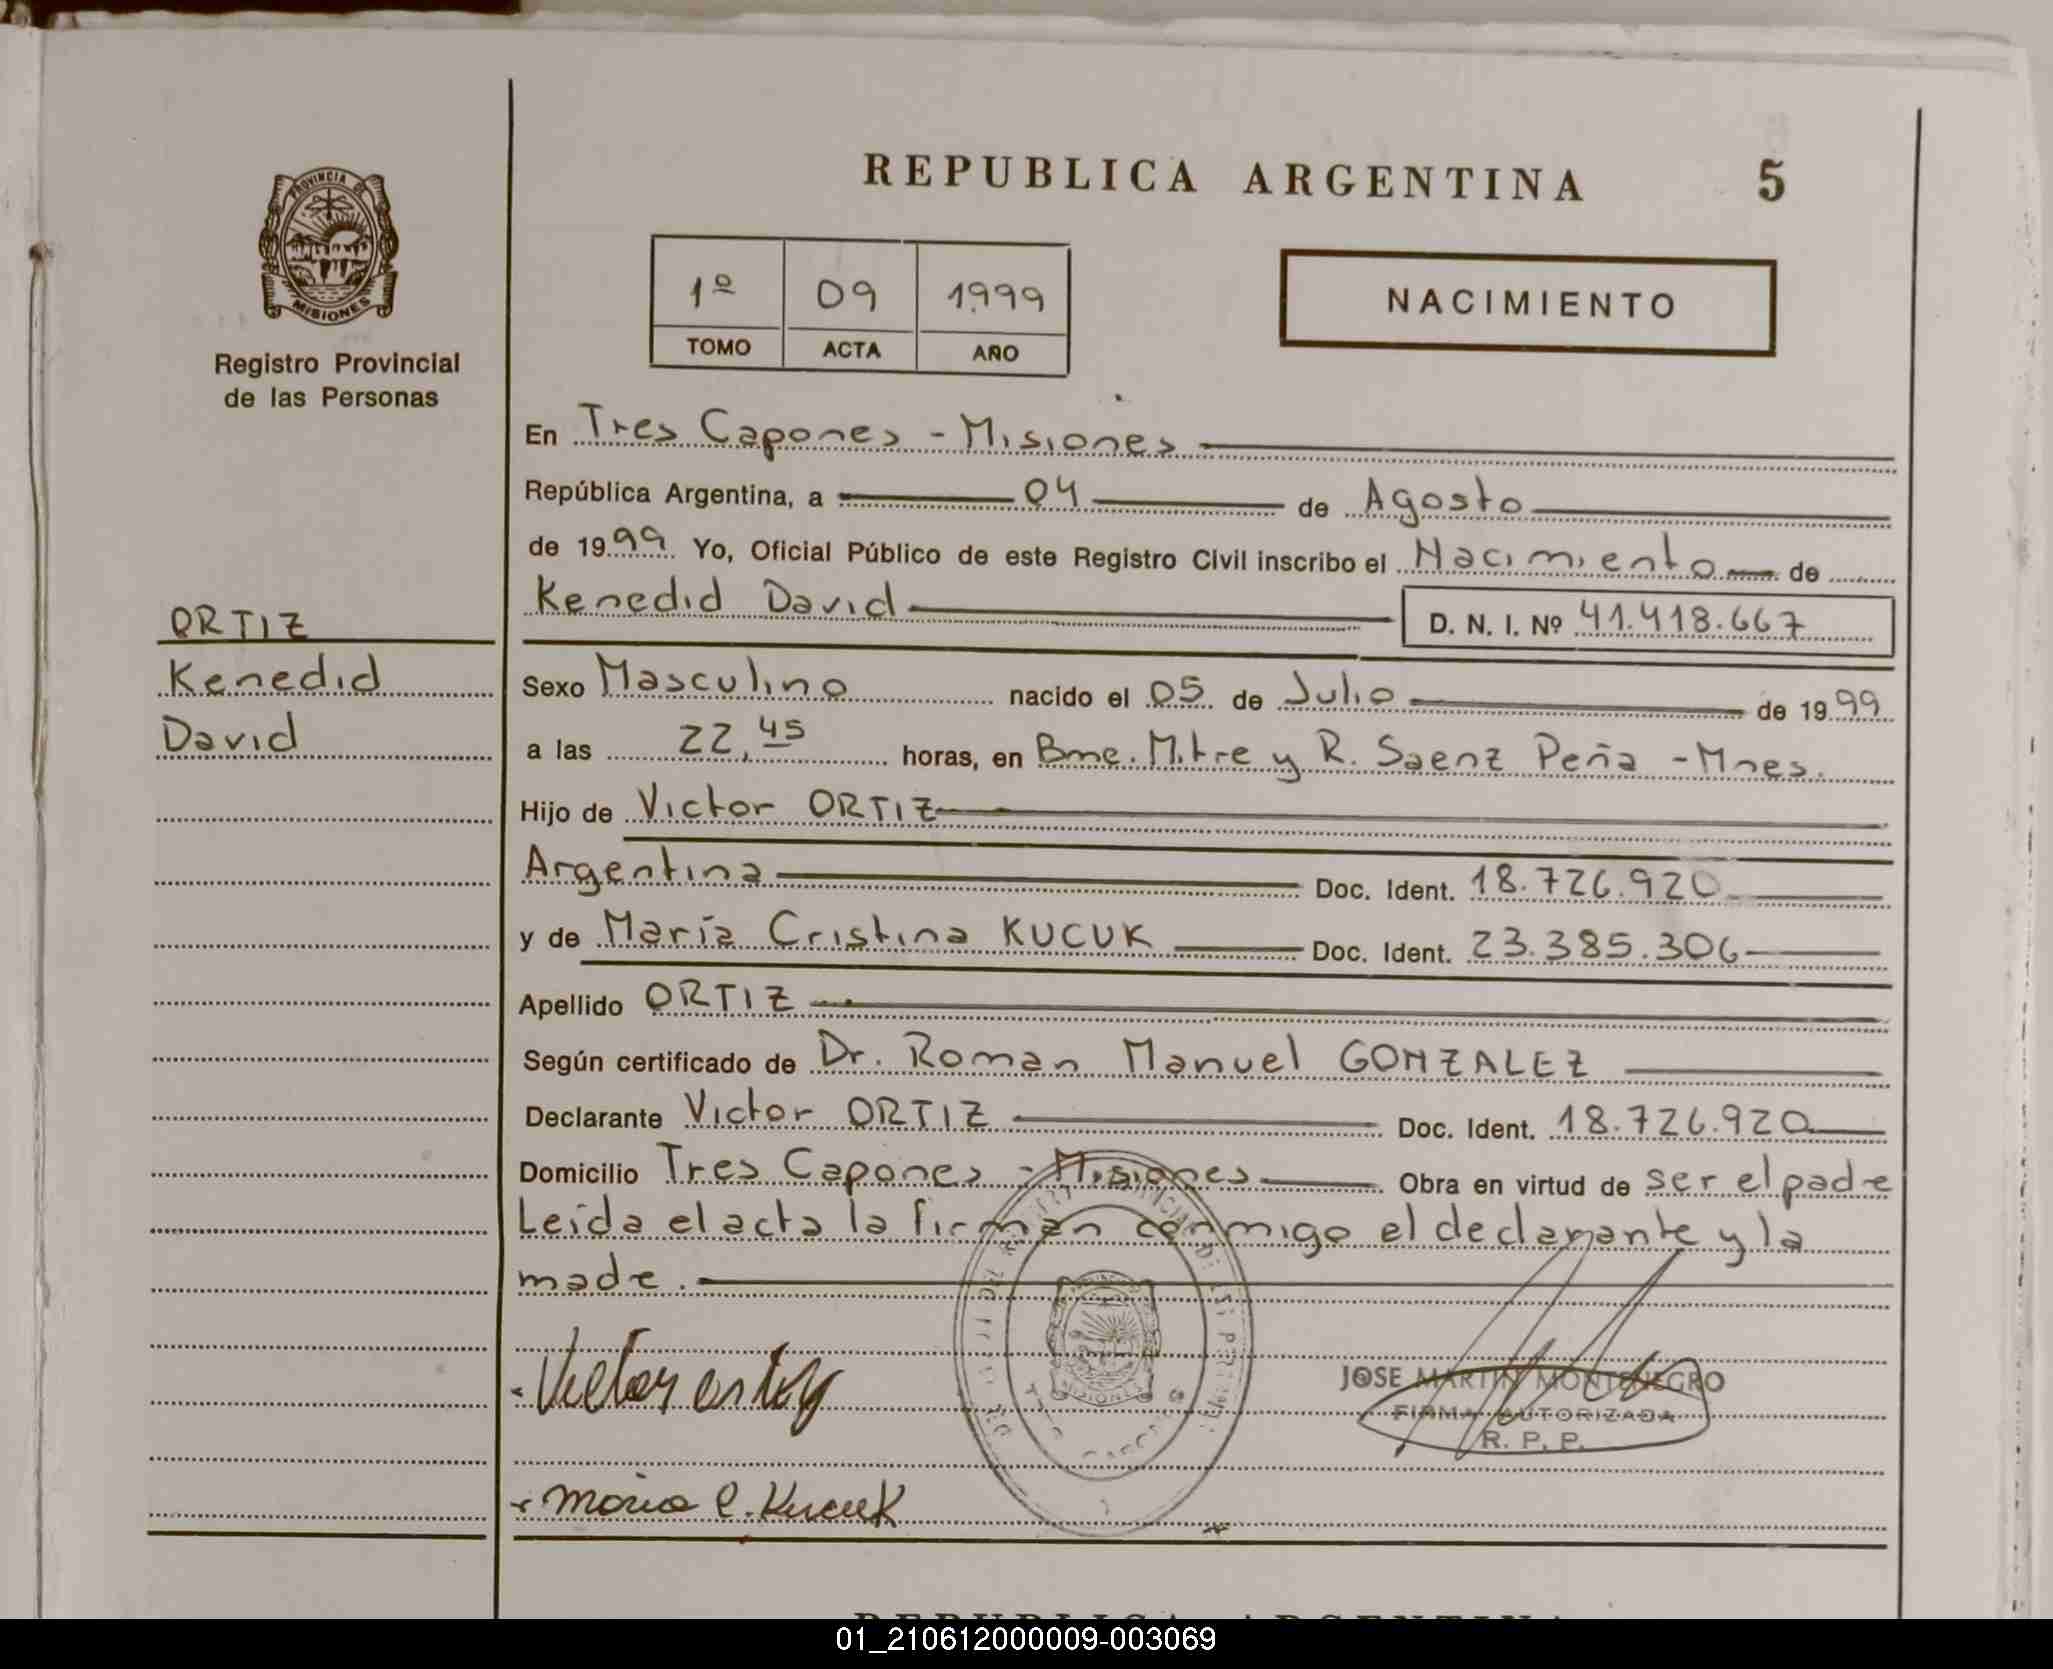 REPUBLICA ARGENTINA 5
PROVINCIA DE
MISIONES
Registro Provincial
de las Personas
1º 09 1999
TOMO ACTA AÑO
NACIMIENTO
En Tres Capones - Misiones
República Argentina, a 04 de Agosto
de 1999 Yo, Oficial Público de este Registro Civil inscribo el Nacimiento de
Kenedid David D. N. I. Nº 41.418.667
ORTIZ
Kenedid
David
Sexo Masculino nacido el 05 de Julio de 1999
a las 22,45 horas, en Bme. Mitre y R. Saenz Peña - Mnes.
Hijo de Victor ORTIZ
Argentina Doc. Ident. 18.726.920
y de María Cristina KUCUK Doc. Ident. 23.385.306
Apellido ORTIZ
Según certificado de Dr. Roman Manuel GONZALEZ
Declarante Victor ORTIZ Doc. Ident. 18.726.920
Domicilio Tres Capones - Misiones Obra en virtud de ser el padre
Leída el acta la firman conmigo el declarante y la
madre.
JOSE MARTIN MONTENEGRO
FIRMA AUTORIZADA
R. P. P.
MISIONES
Maria C. Kucuk
01_210612000009-003069